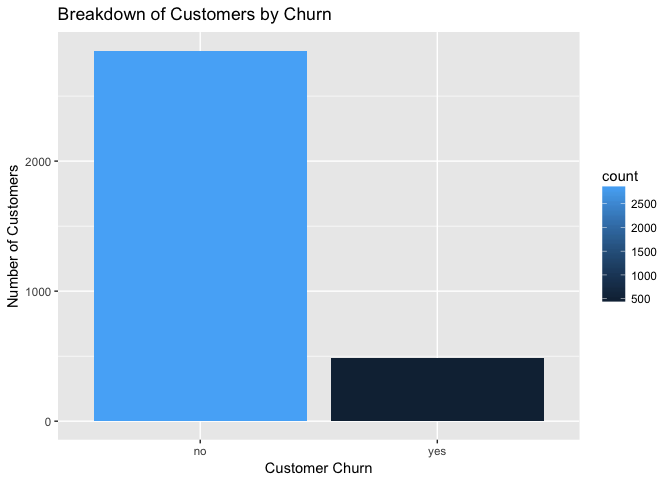 Breakdown of Customers by Churn
Number of Customers
2000
1000
0
no
yes
Customer Churn
count
2500
2000
1500
1000
500